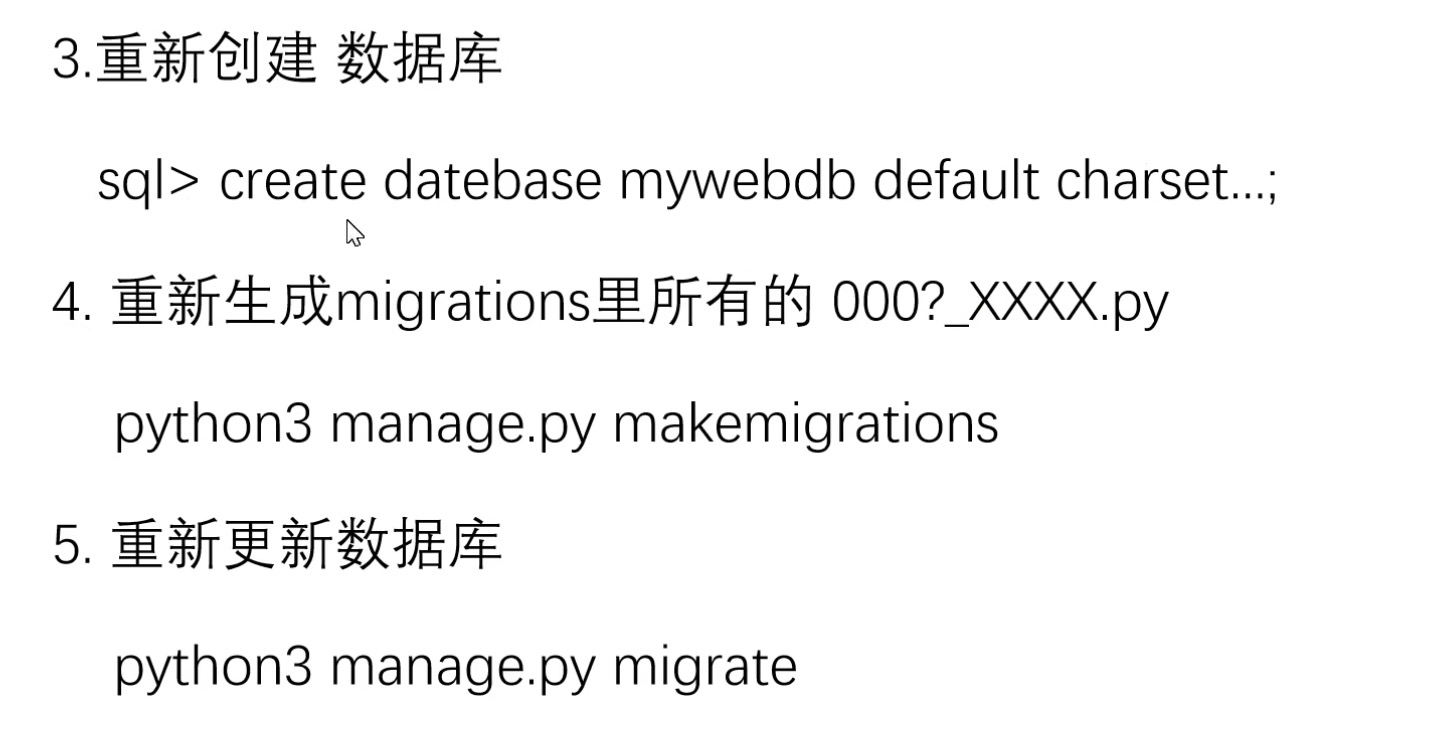 3.重新创建 数据库
sql> create datebase mywebdb default charset...;
4. 重新生成migrations里所有的 000?_XXXX.py
python3 manage.py makemigrations
5. 重新更新数据库
python3 manage.py migrate